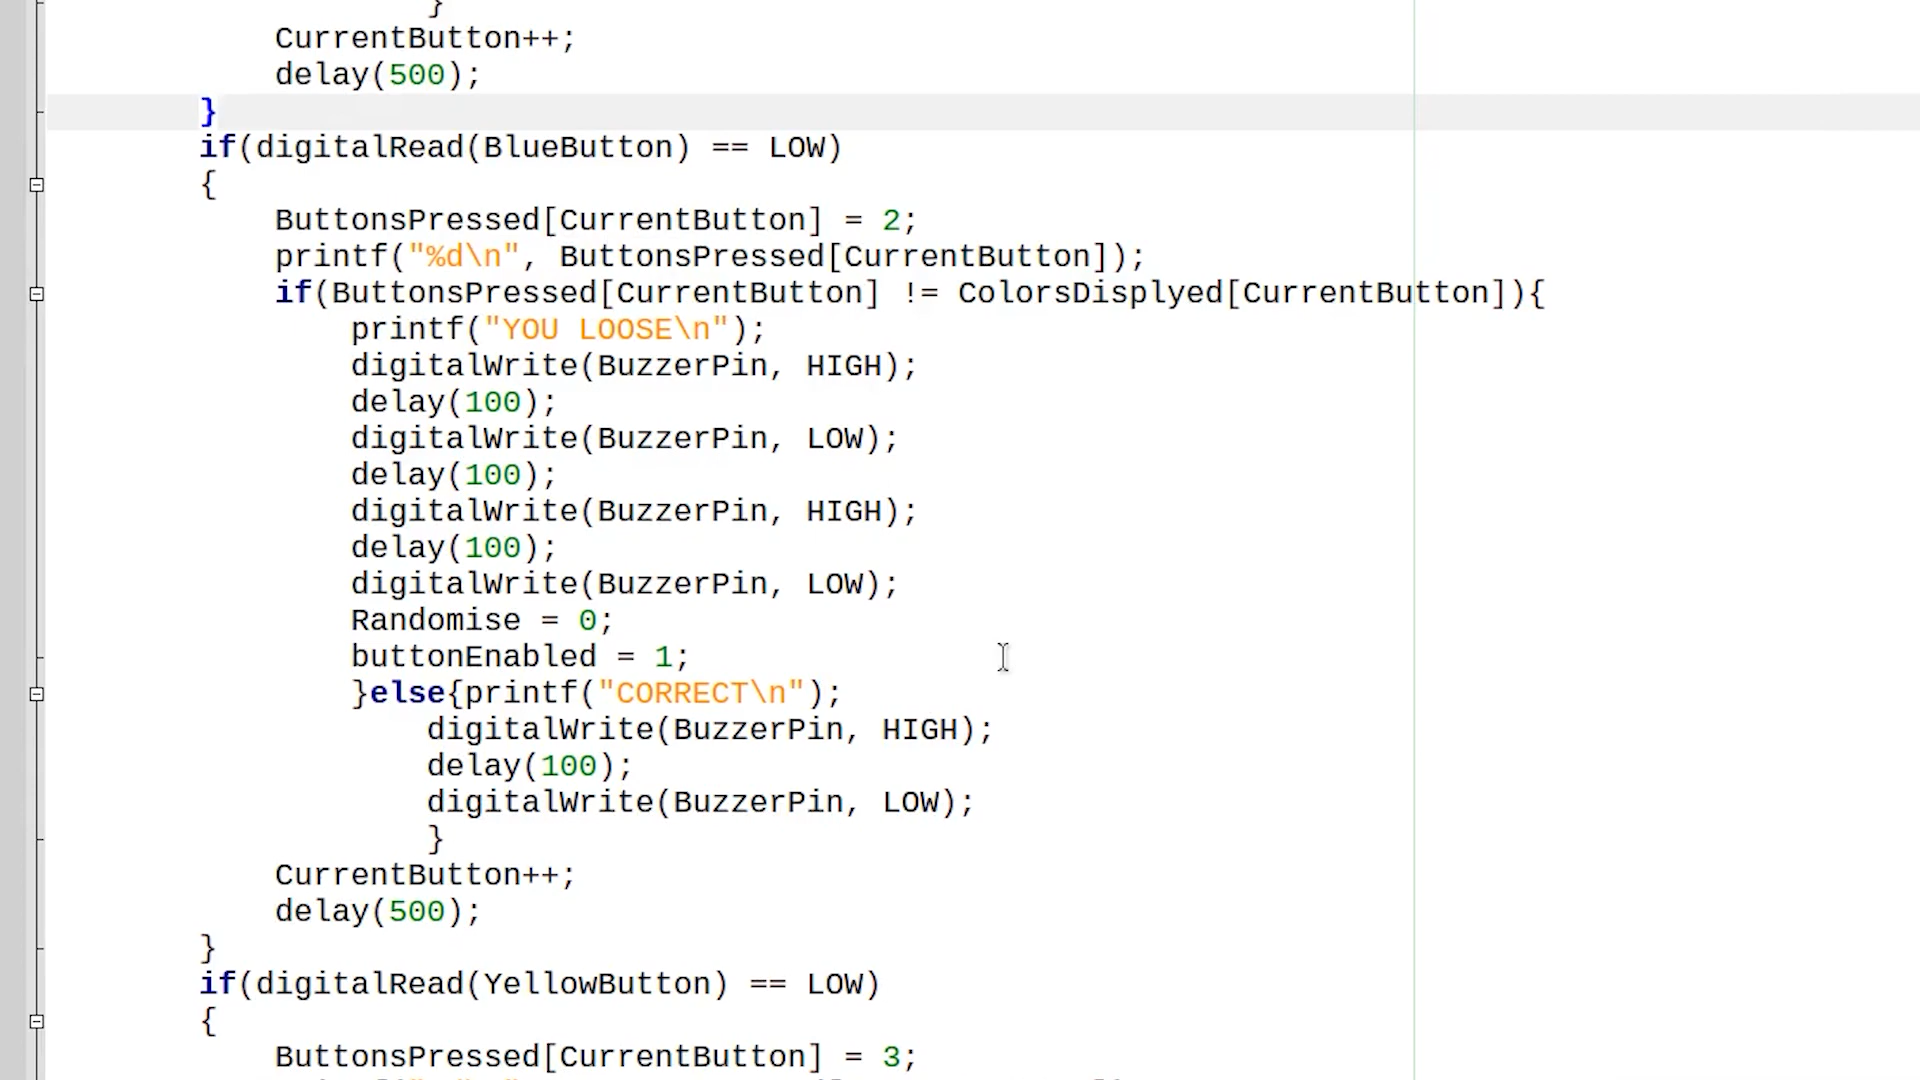 }
CurrentButton++;
delay(500);
}
if(digitalRead(BlueButton) == LOW)
{
ButtonsPressed[CurrentButton] = 2;
printf("%d\n", ButtonsPressed[CurrentButton]);
if(ButtonsPressed[CurrentButton] != ColorsDisplyed[CurrentButton]){
printf("YOU LOOSE\n");
digitalWrite(BuzzerPin, HIGH);
delay(100);
digitalWrite(BuzzerPin, LOW);
delay(100);
digitalWrite(BuzzerPin, HIGH);
delay(100);
digitalWrite(BuzzerPin, LOW);
Randomise = 0;
buttonEnabled = 1;
}else{printf("CORRECT\n");
digitalWrite(BuzzerPin, HIGH);
delay(100);
digitalWrite(BuzzerPin, LOW);
}
CurrentButton++;
delay(500);
}
if(digitalRead(YellowButton) == LOW)
{
ButtonsPressed[CurrentButton] = 3;